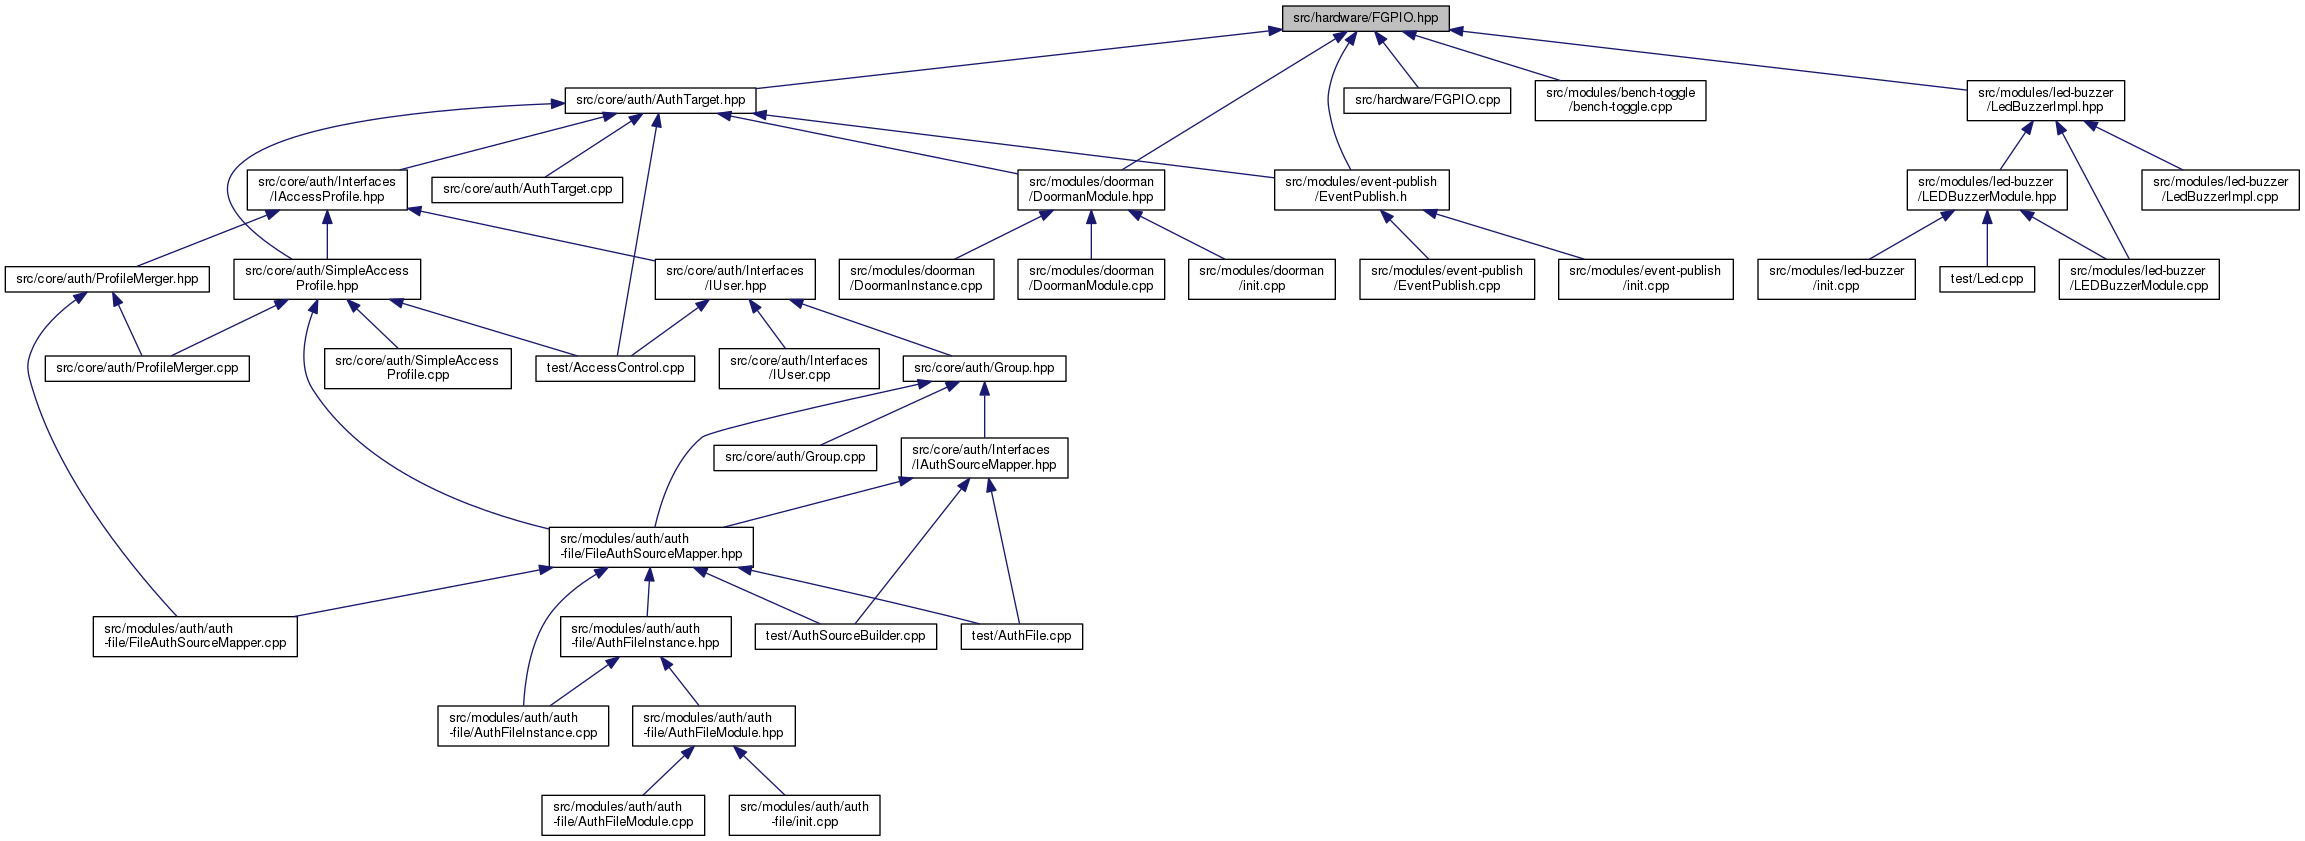 src/hardware/FGPIO.hpp
src/core/auth/AuthTarget.hpp
src/hardware/FGPIO.cpp
src/modules/bench-toggle
/bench-toggle.cpp
src/modules/led-buzzer
/LedBuzzerImpl.hpp
src/core/auth/Interfaces
/IAccessProfile.hpp
src/core/auth/AuthTarget.cpp
src/modules/doorman
/DoormanModule.hpp
src/modules/event-publish
/EventPublish.h
src/modules/led-buzzer
/LEDBuzzerModule.hpp
src/modules/led-buzzer
/LedBuzzerImpl.cpp
src/core/auth/ProfileMerger.hpp
src/core/auth/SimpleAccess
Profile.hpp
src/core/auth/Interfaces
/IUser.hpp
src/modules/doorman
/DoormanInstance.cpp
src/modules/doorman
/DoormanModule.cpp
src/modules/doorman
/init.cpp
src/modules/event-publish
/EventPublish.cpp
src/modules/event-publish
/init.cpp
src/modules/led-buzzer
/init.cpp
test/Led.cpp
src/modules/led-buzzer
/LEDBuzzerModule.cpp
src/core/auth/ProfileMerger.cpp
src/core/auth/SimpleAccess
Profile.cpp
test/AccessControl.cpp
src/core/auth/Interfaces
/IUser.cpp
src/core/auth/Group.hpp
src/core/auth/Group.cpp
src/core/auth/Interfaces
/IAuthSourceMapper.hpp
src/modules/auth/auth
-file/FileAuthSourceMapper.hpp
src/modules/auth/auth
-file/FileAuthSourceMapper.cpp
src/modules/auth/auth
-file/AuthFileInstance.hpp
test/AuthSourceBuilder.cpp
test/AuthFile.cpp
src/modules/auth/auth
-file/AuthFileInstance.cpp
src/modules/auth/auth
-file/AuthFileModule.hpp
src/modules/auth/auth
-file/AuthFileModule.cpp
src/modules/auth/auth
-file/init.cpp